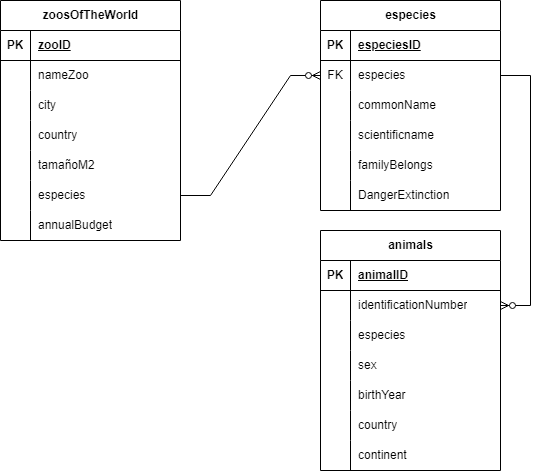 zoosOfTheWorld
PK zooID
nameZoo
city
country
tamañoM2
especies
annualBudget
especies
PK especiesID
FK especies
commonName
scientificname
familyBelongs
DangerExtinction
animals
PK animalID
identificationNumber
especies
sex
birthYear
country
continent